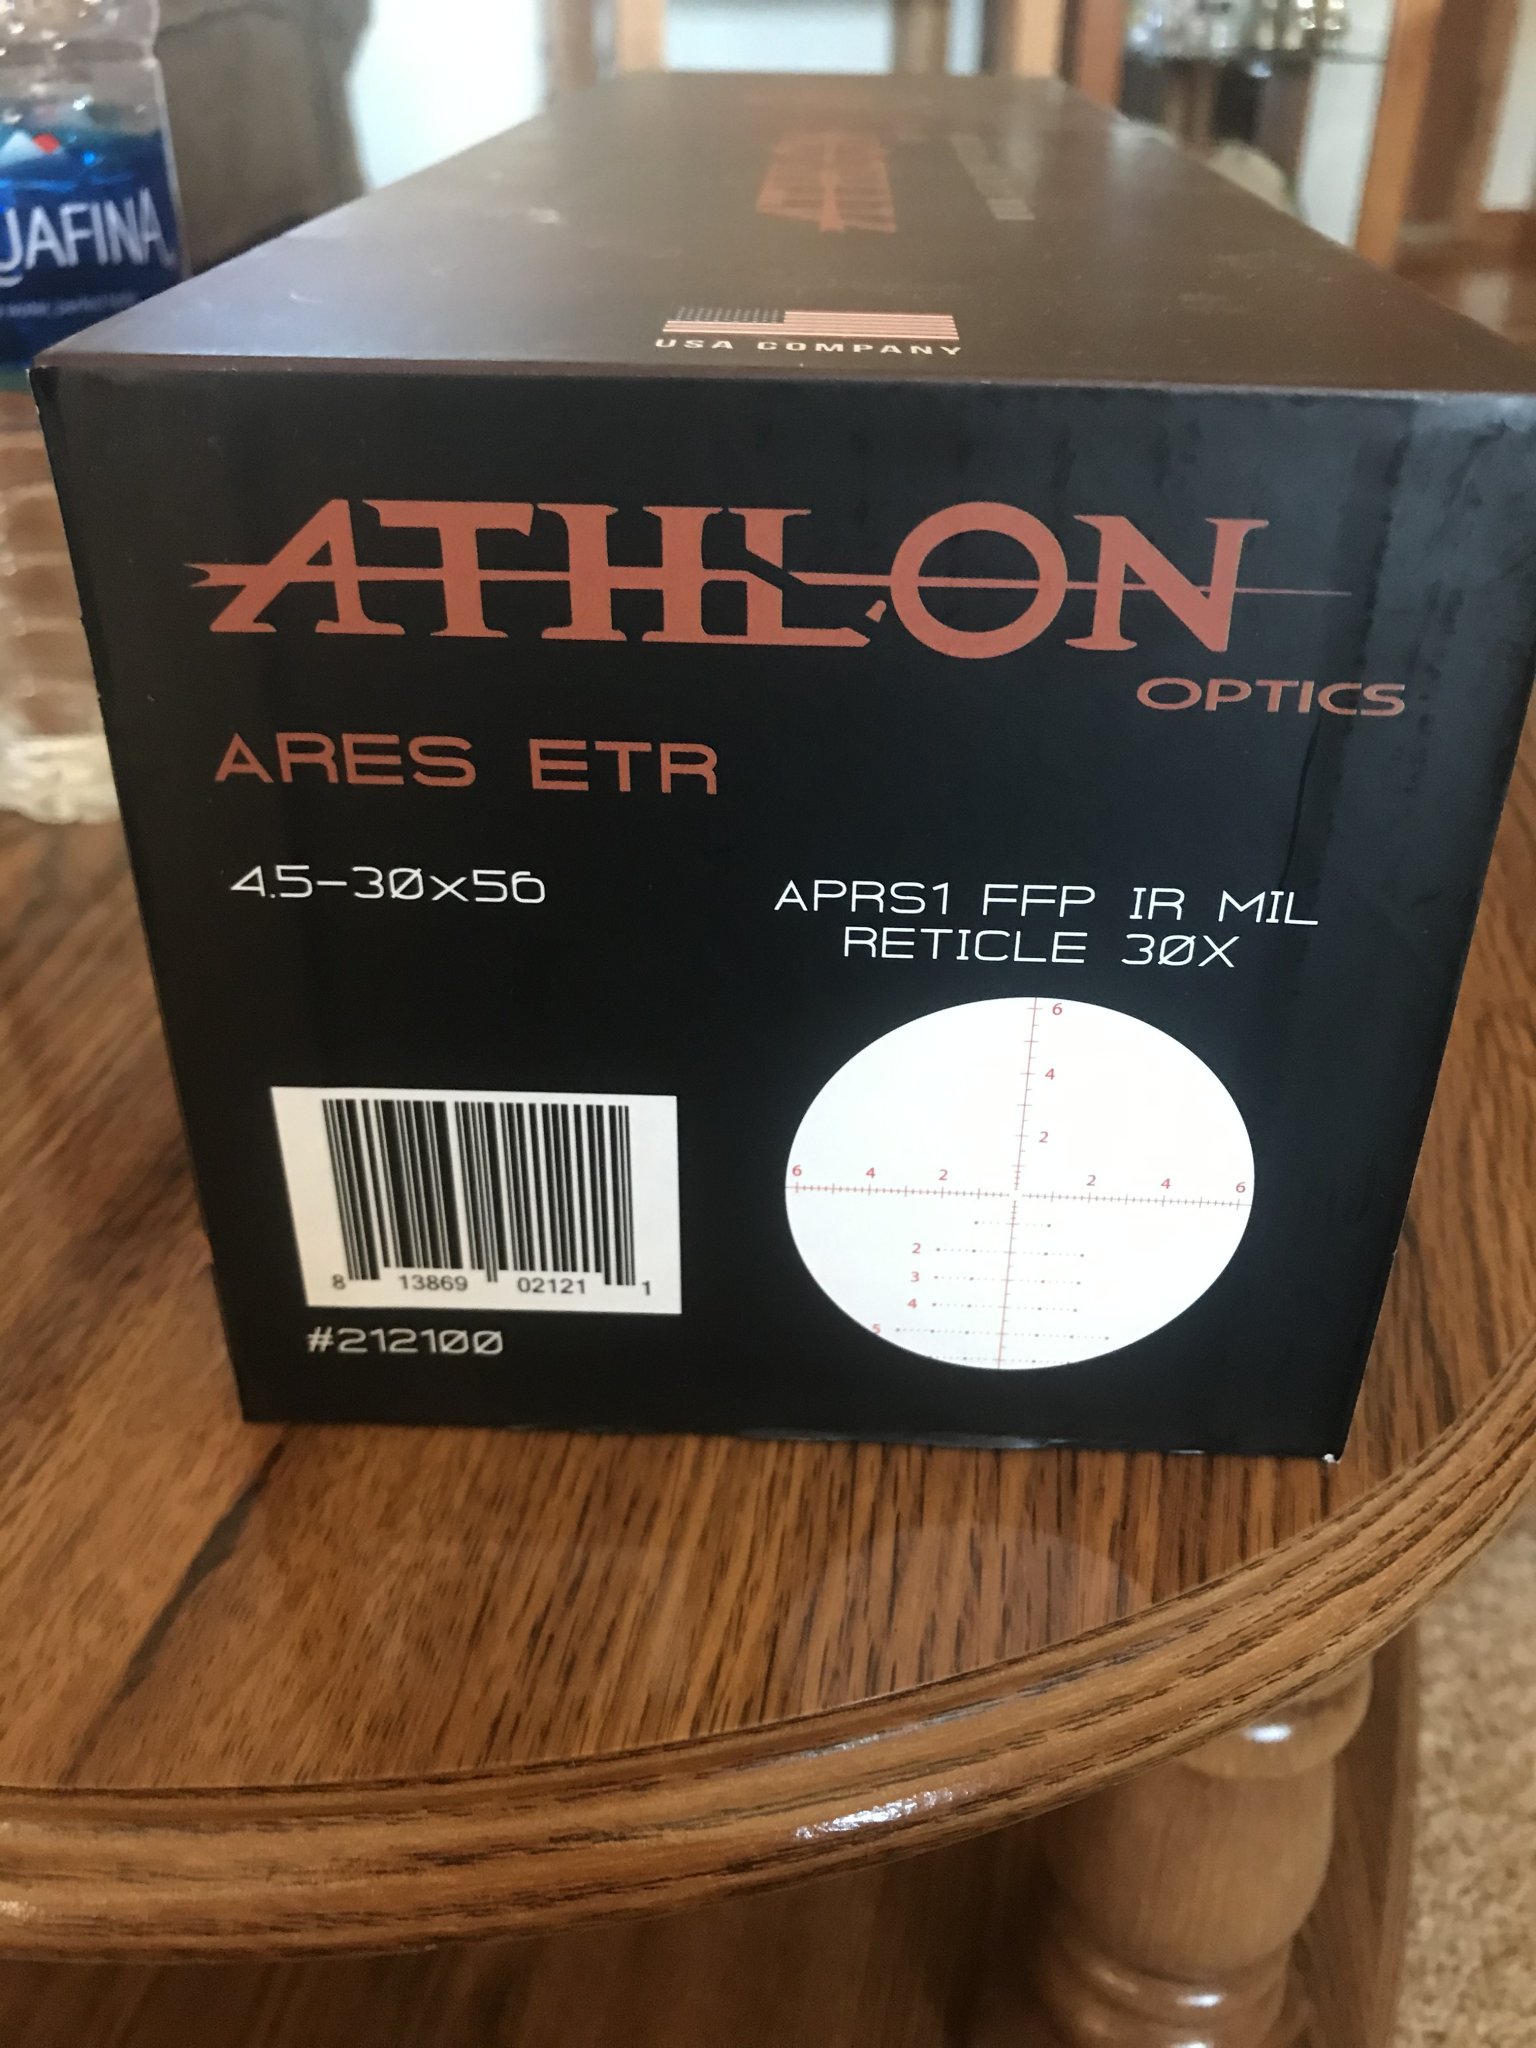 USA COMPANY
ATHLON
OPTICS
ARES ETR
4.5-30x56
APRS1 FFP IR MIL
RETICLE 30X
6
4
2
6 4 2 2 4 6
2
3
4
5
8 13869 02121 1
#212100